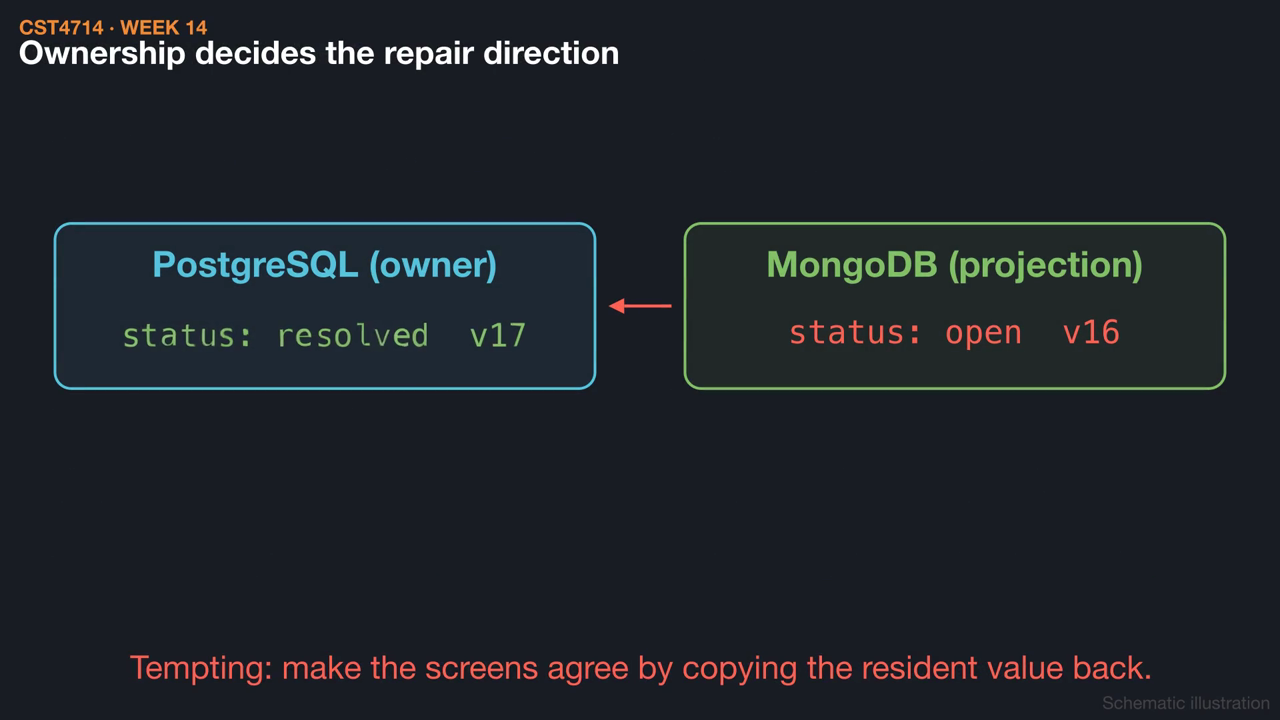 CST4714 · WEEK 14
Ownership decides the repair direction
PostgreSQL (owner)
status: resolved  v17
MongoDB (projection)
status: open  v16
Tempting: make the screens agree by copying the resident value back.
Schematic illustration